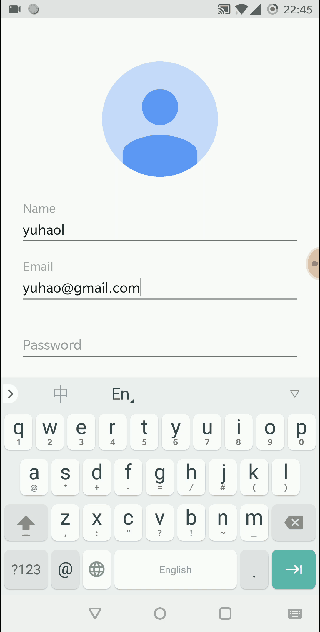 22:45
Name
yuhaol
Email
yuhao@gmail.com
Password
中 En
q w e r t y u i o p
1 2 3 4 5 6 7 8 9 0
a s d f g h j k l
@ * + - = / # ( )
z x c v b n m
, : " ? ! ~ _
?123 @ English .